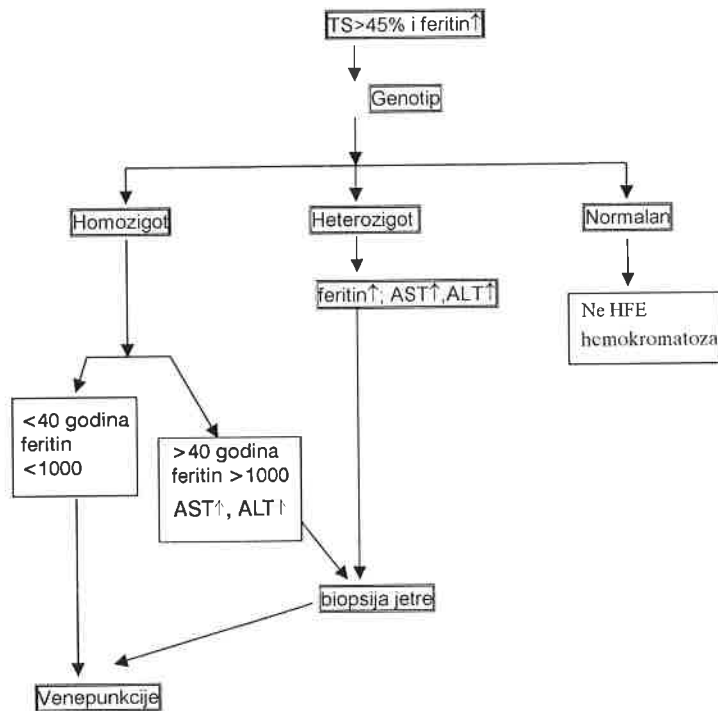 TS>45% i feritin↑
Genotip
Homozigot
Heterozigot
Normalan
feritin↑; AST↑,ALT↑
Ne HFE
hemokromatoza
<40 godina
feritin
<1000
>40 godina
feritin >1000
AST↑, ALT↑
biopsija jetre
Venepunkcije